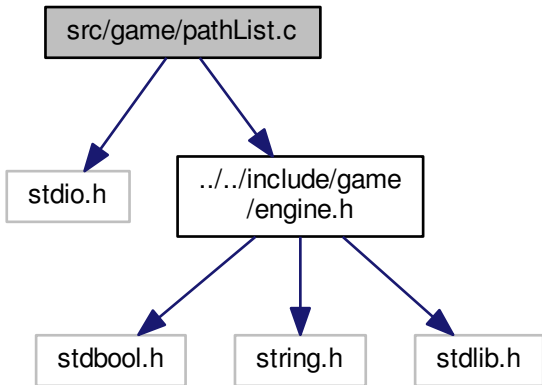 src/game/pathList.c
stdio.h
../../include/game
/engine.h
stdbool.h
string.h
stdlib.h